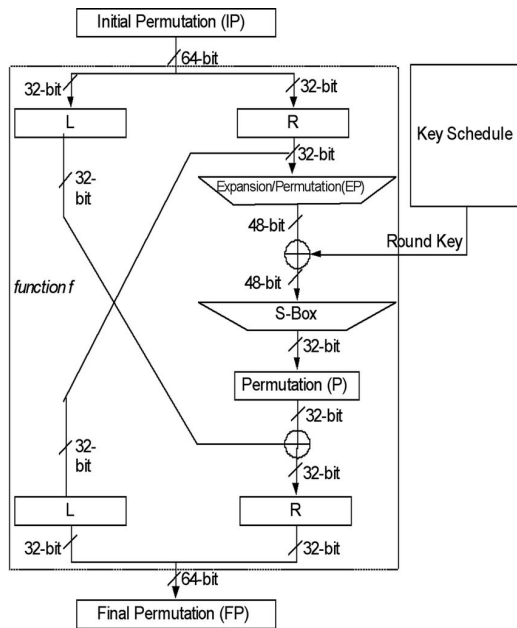 Initial Permutation (IP)
64-bit
32-bit
32-bit
L
R
Key Schedule
32-bit
32-
bit
Expansion/Permutation(EP)
48-bit
Round Key
function f
48-bit
S-Box
32-bit
Permutation (P)
32-bit
32-
bit
32-bit
L
R
32-bit
32-bit
64-bit
Final Permutation (FP)